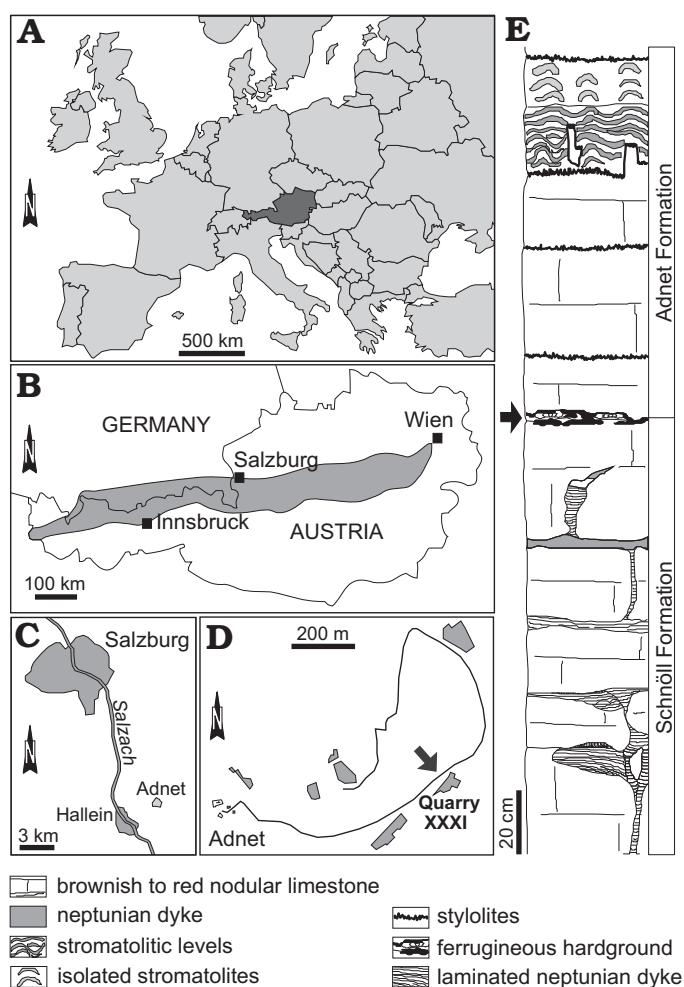 A
N
500 km
B
GERMANY
Wien
N
Salzburg
Innsbruck
AUSTRIA
100 km
C
Salzburg
N
Salzach
Adnet
Hallein
3 km
D
200 m
N
Quarry
XXXI
Adnet
E
Adnet Formation
Schnöll Formation
20 cm
brownish to red nodular limestone
neptunian dyke
stromatolitic levels
isolated stromatolites
stylolites
ferrugineous hardground
laminated neptunian dyke